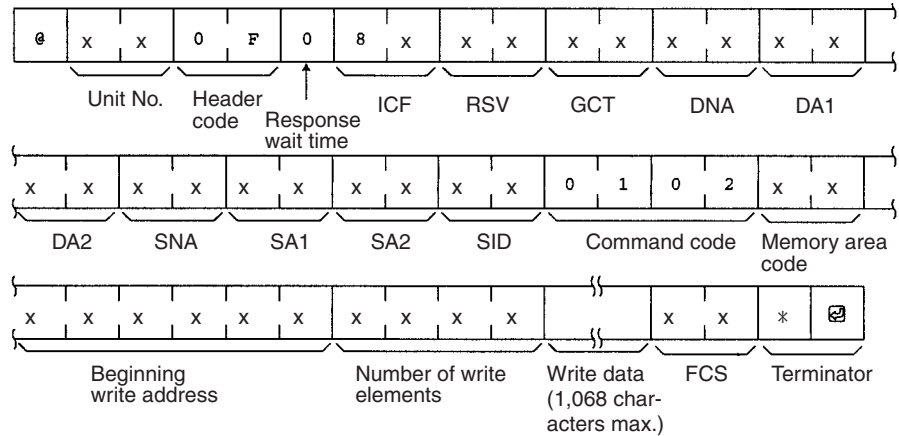 @ x x 0 F 0 8 x x x x x x x x x
Unit No. Header code Response wait time ICF RSV GCT DNA DA1
x x x x x x x x x x 0 1 0 2 x x
DA2 SNA SA1 SA2 SID Command code Memory area code
x x x x x x x x x x x x * ↵
Beginning write address Number of write elements Write data (1,068 char- acters max.) FCS Terminator